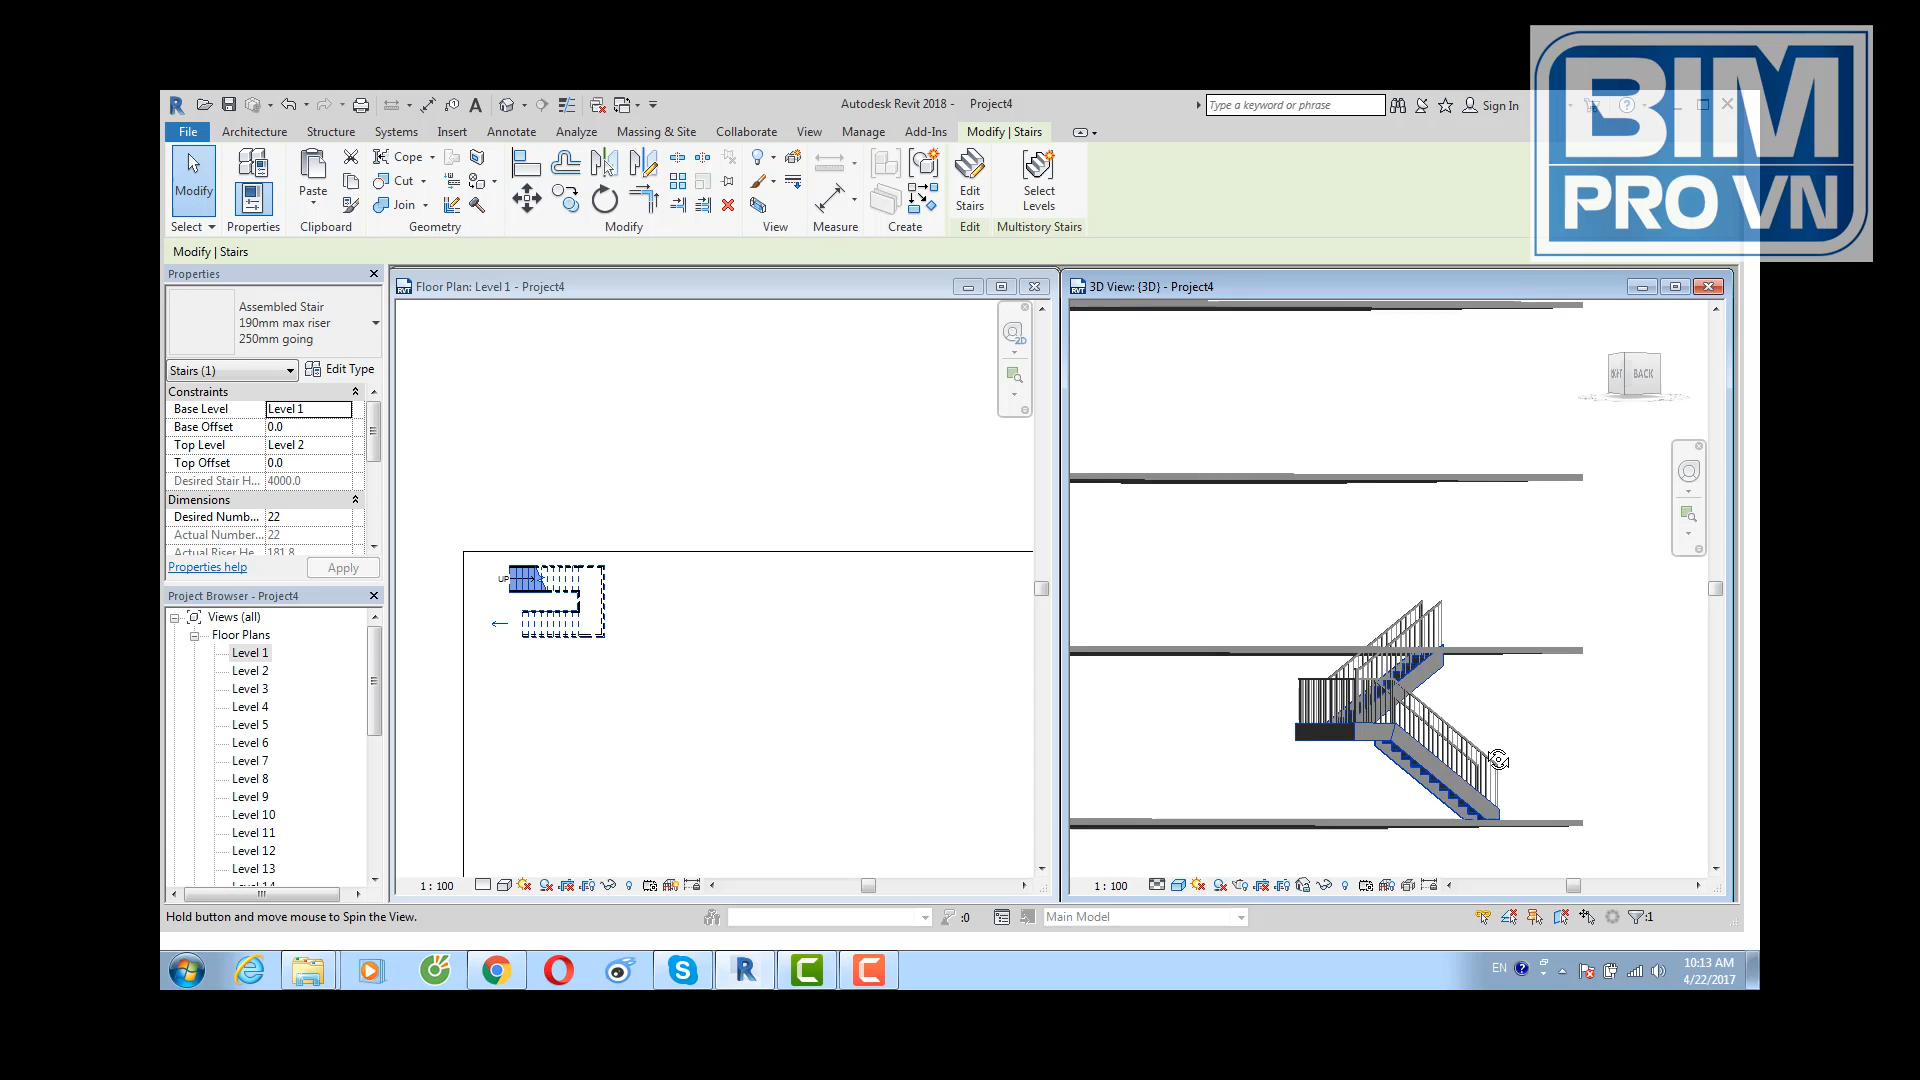 BIM
PRO VN
Autodesk Revit 2018 - Project4
Type a keyword or phrase
Sign In
File Architecture Structure Systems Insert Annotate Analyze Massing & Site Collaborate View Manage Add-Ins Modify | Stairs
Modify
Paste
Cope
Cut
Join
Edit
Stairs
Select
Levels
Select Properties Clipboard Geometry Modify View Measure Create Edit Multistory Stairs
Modify | Stairs
Properties
Assembled Stair
190mm max riser
250mm going
Stairs (1)
Edit Type
Constraints
Base Level Level 1
Base Offset 0.0
Top Level Level 2
Top Offset 0.0
Desired Stair H... 4000.0
Dimensions
Desired Numb... 22
Actual Number... 22
Actual Riser He... 181.8
Properties help
Apply
Project Browser - Project4
Views (all)
Floor Plans
Level 1
Level 2
Level 3
Level 4
Level 5
Level 6
Level 7
Level 8
Level 9
Level 10
Level 11
Level 12
Level 13
Level 14
Floor Plan: Level 1 - Project4
2D
UP
1 : 100
3D View: {3D} - Project4
BACK
1 : 100
Hold button and move mouse to Spin the View.
:0
Main Model
:1
EN
10:13 AM
4/22/2017